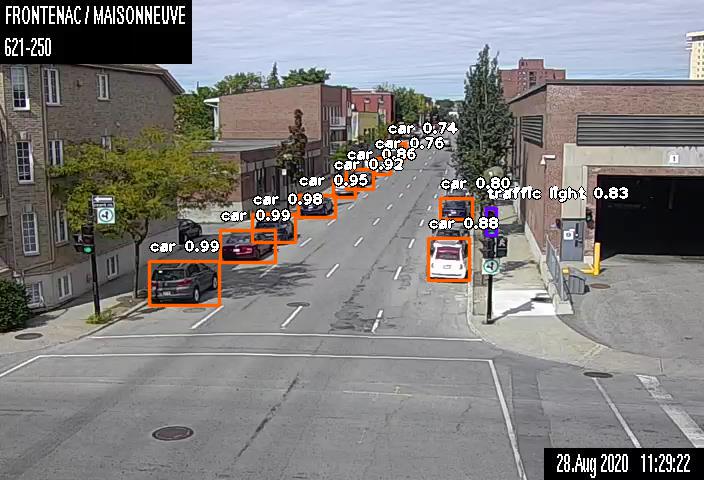 FRONTENAC / MAISONNEUVE
621-250
car 0.74
car 0.76
car 0.86
car 0.92
car 0.95
car 0.80
traffic light 0.83
car 0.98
car 0.99
car 0.88
car 0.99
1
28.Aug 2020 11:29:22